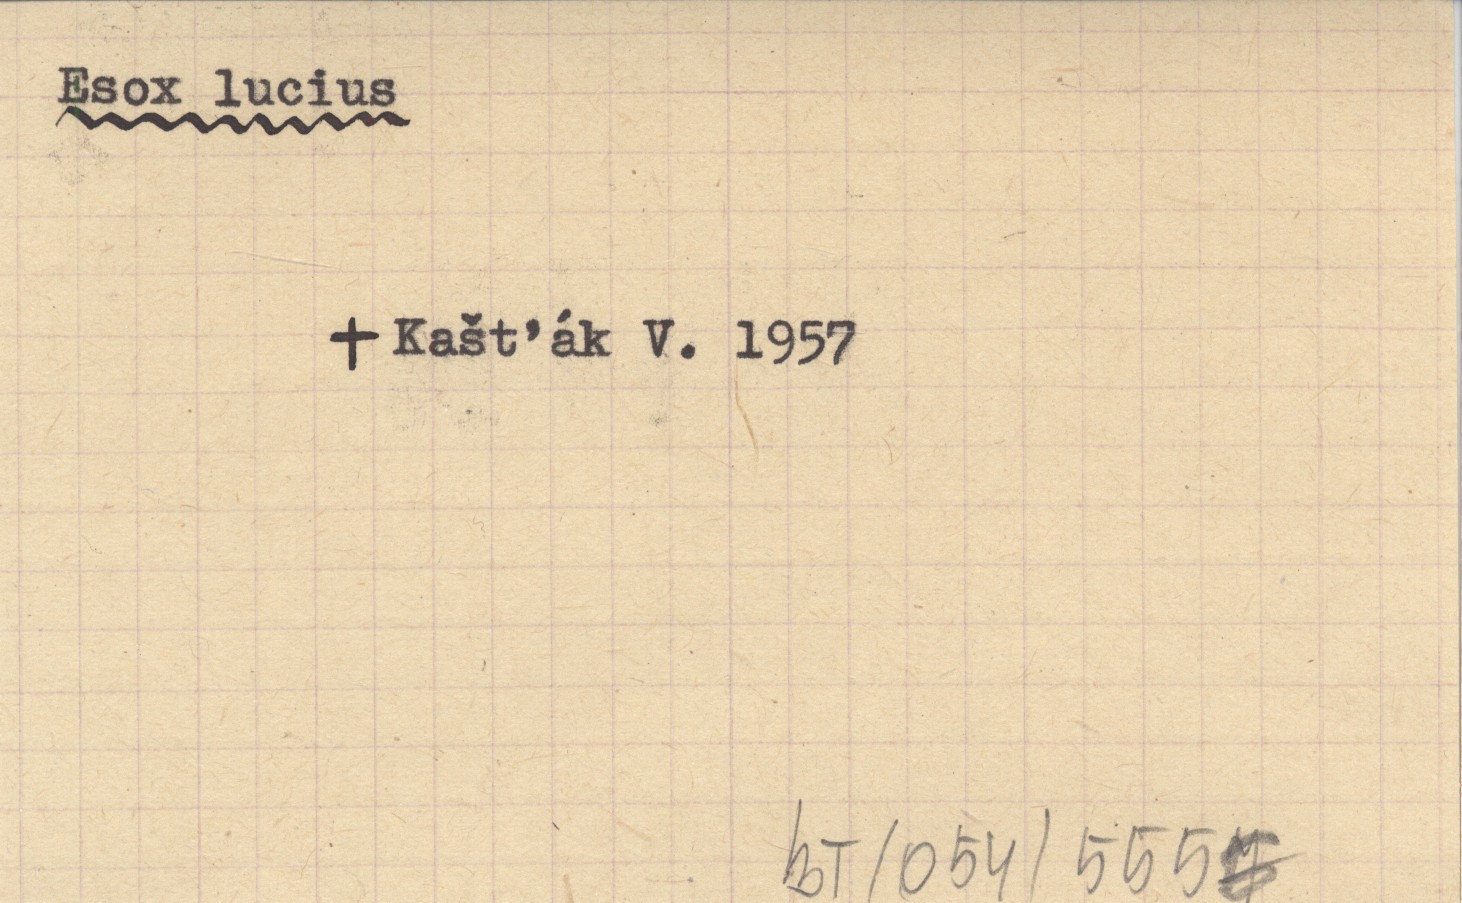 Esox lucius
+ Kašt'ák V. 1957
BT/054/555